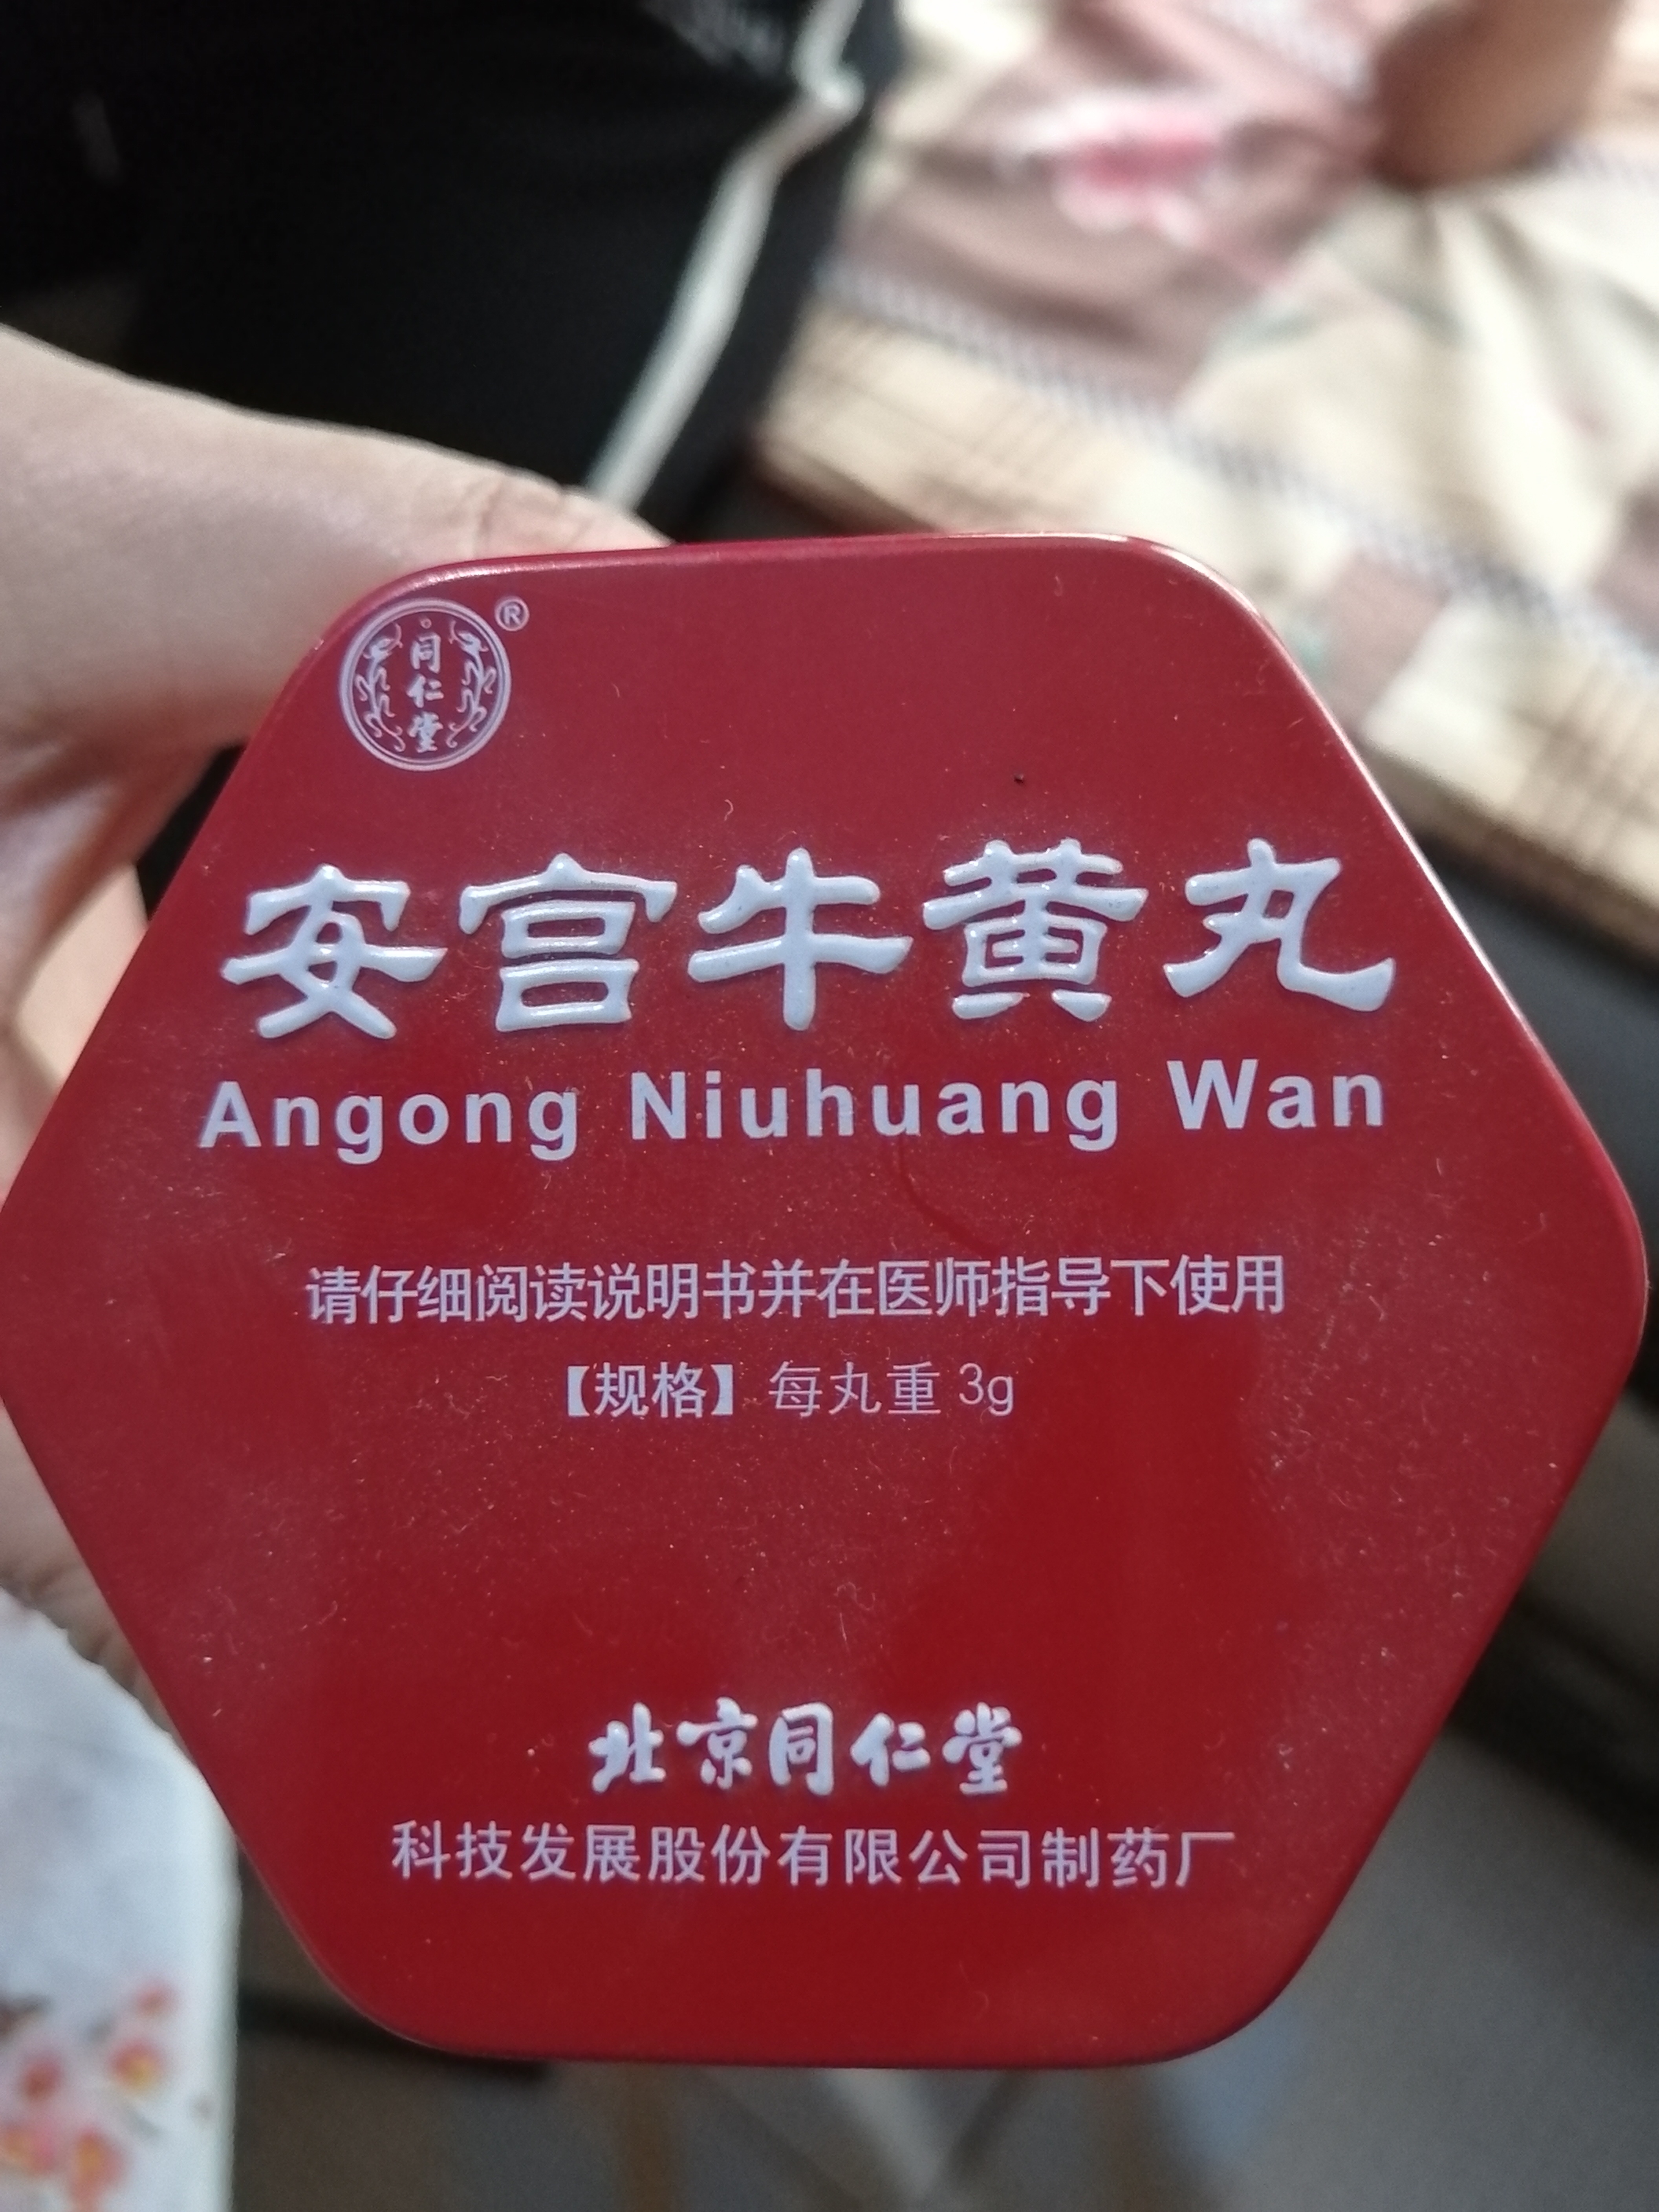 同仁堂
®
安宫牛黄丸
Angong Niuhuang Wan
请仔细阅读说明书并在医师指导下使用
【规格】每丸重 3g
北京同仁堂
科技发展股份有限公司制药厂